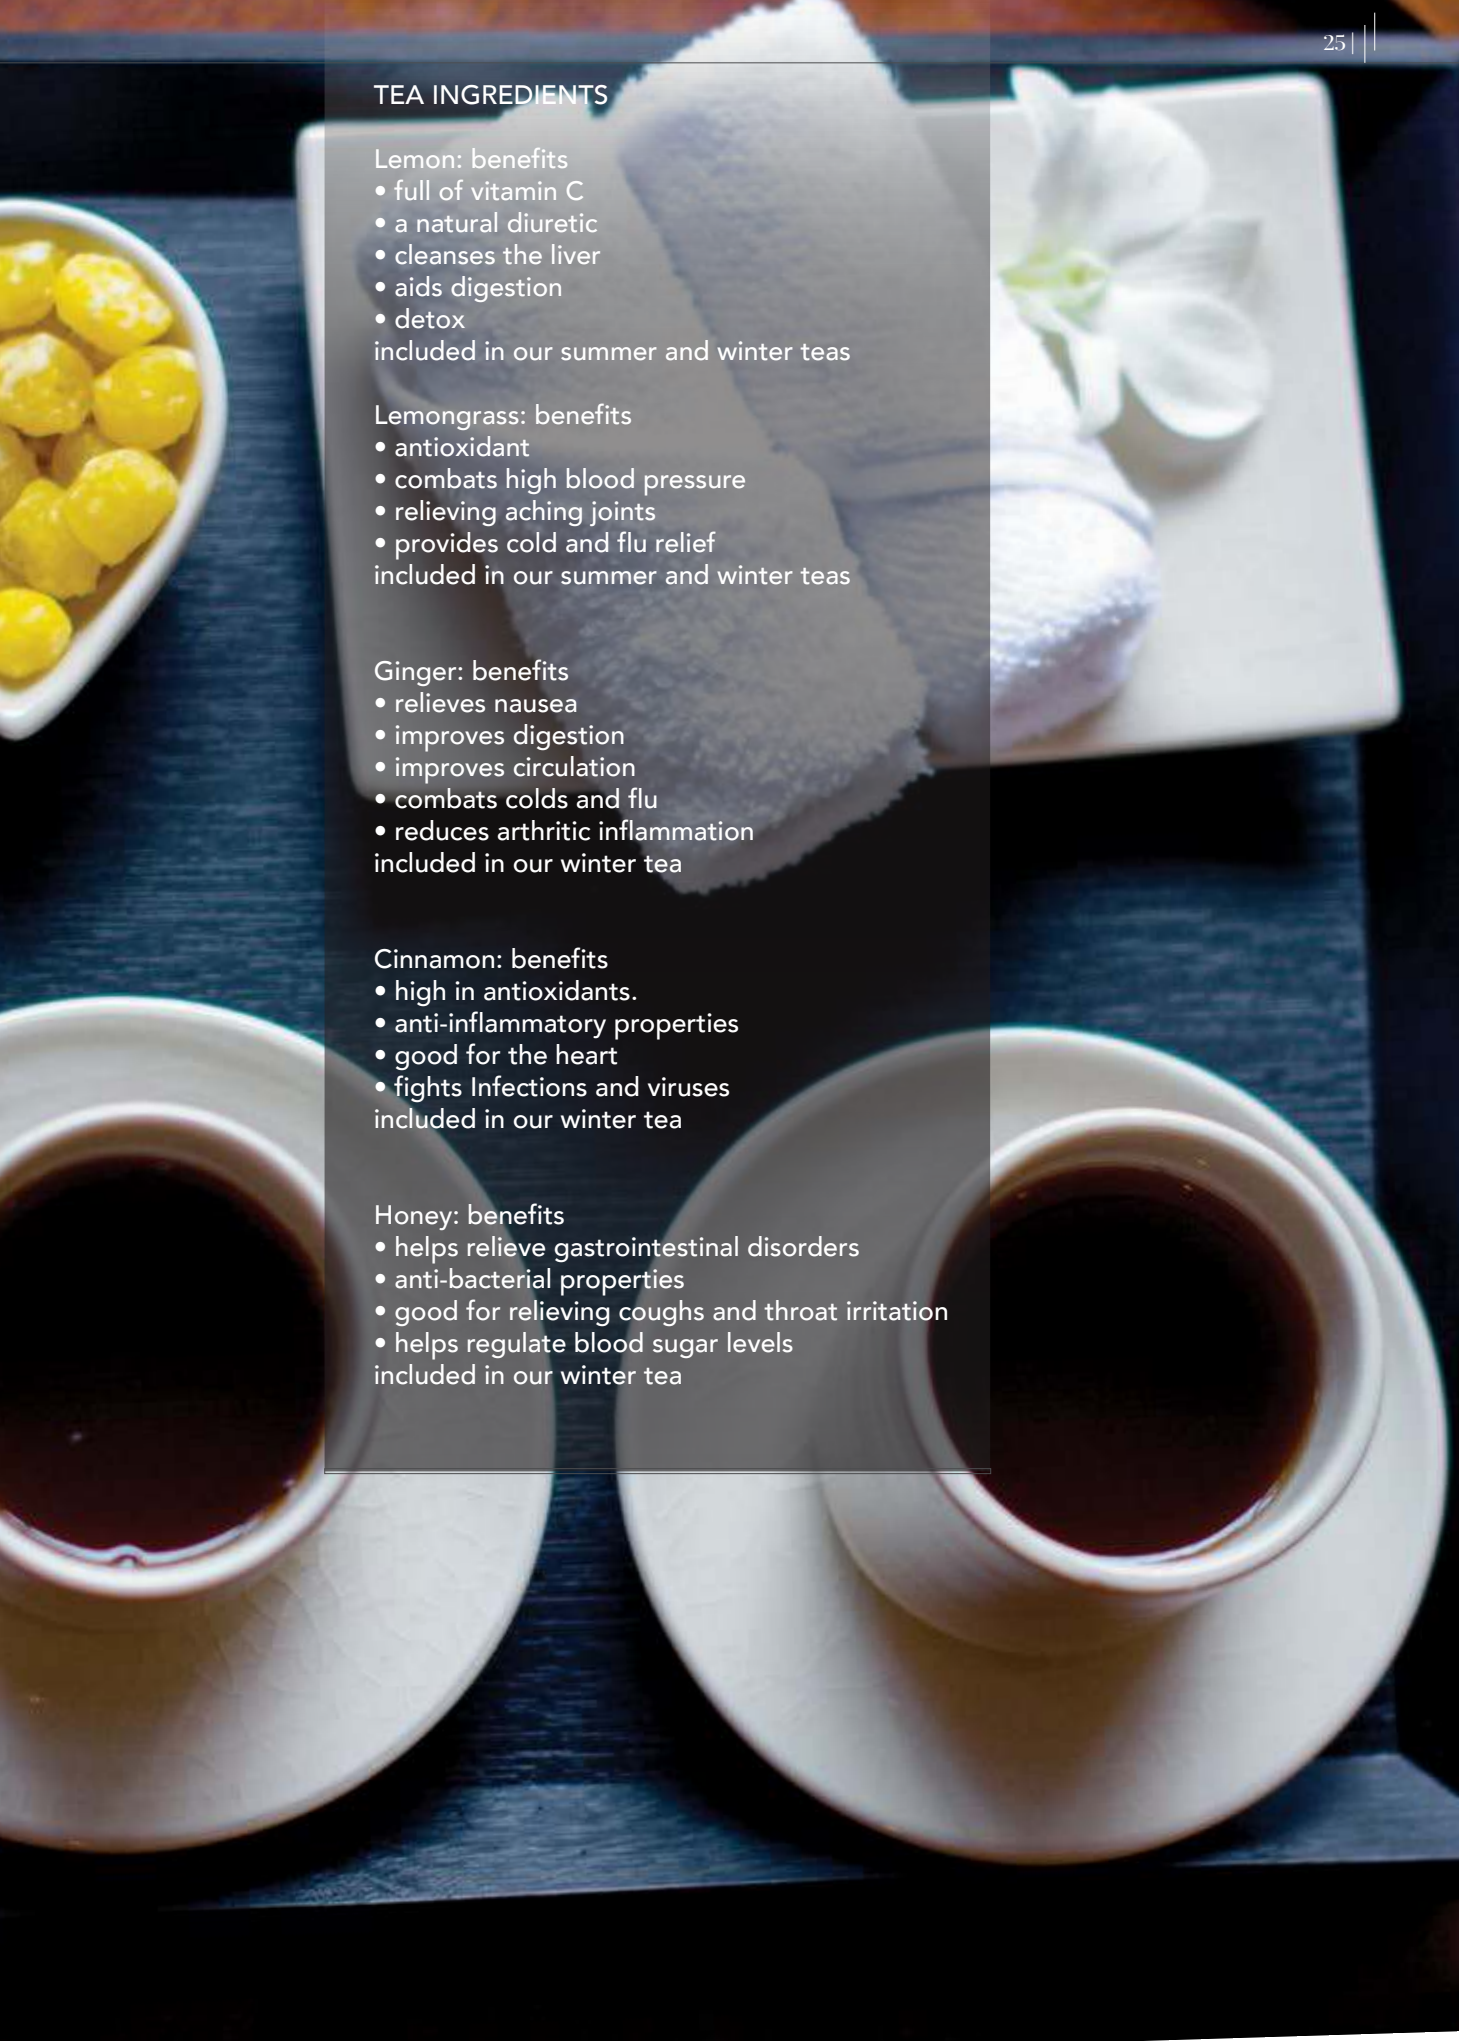 25
TEA INGREDIENTS
Lemon: benefits
• full of vitamin C
• a natural diuretic
• cleanses the liver
• aids digestion
• detox
included in our summer and winter teas
Lemongrass: benefits
• antioxidant
• combats high blood pressure
• relieving aching joints
• provides cold and flu relief
included in our summer and winter teas
Ginger: benefits
• relieves nausea
• improves digestion
• improves circulation
• combats colds and flu
• reduces arthritic inflammation
included in our winter tea
Cinnamon: benefits
• high in antioxidants.
• anti-inflammatory properties
• good for the heart
• fights Infections and viruses
included in our winter tea
Honey: benefits
• helps relieve gastrointestinal disorders
• anti-bacterial properties
• good for relieving coughs and throat irritation
• helps regulate blood sugar levels
included in our winter tea